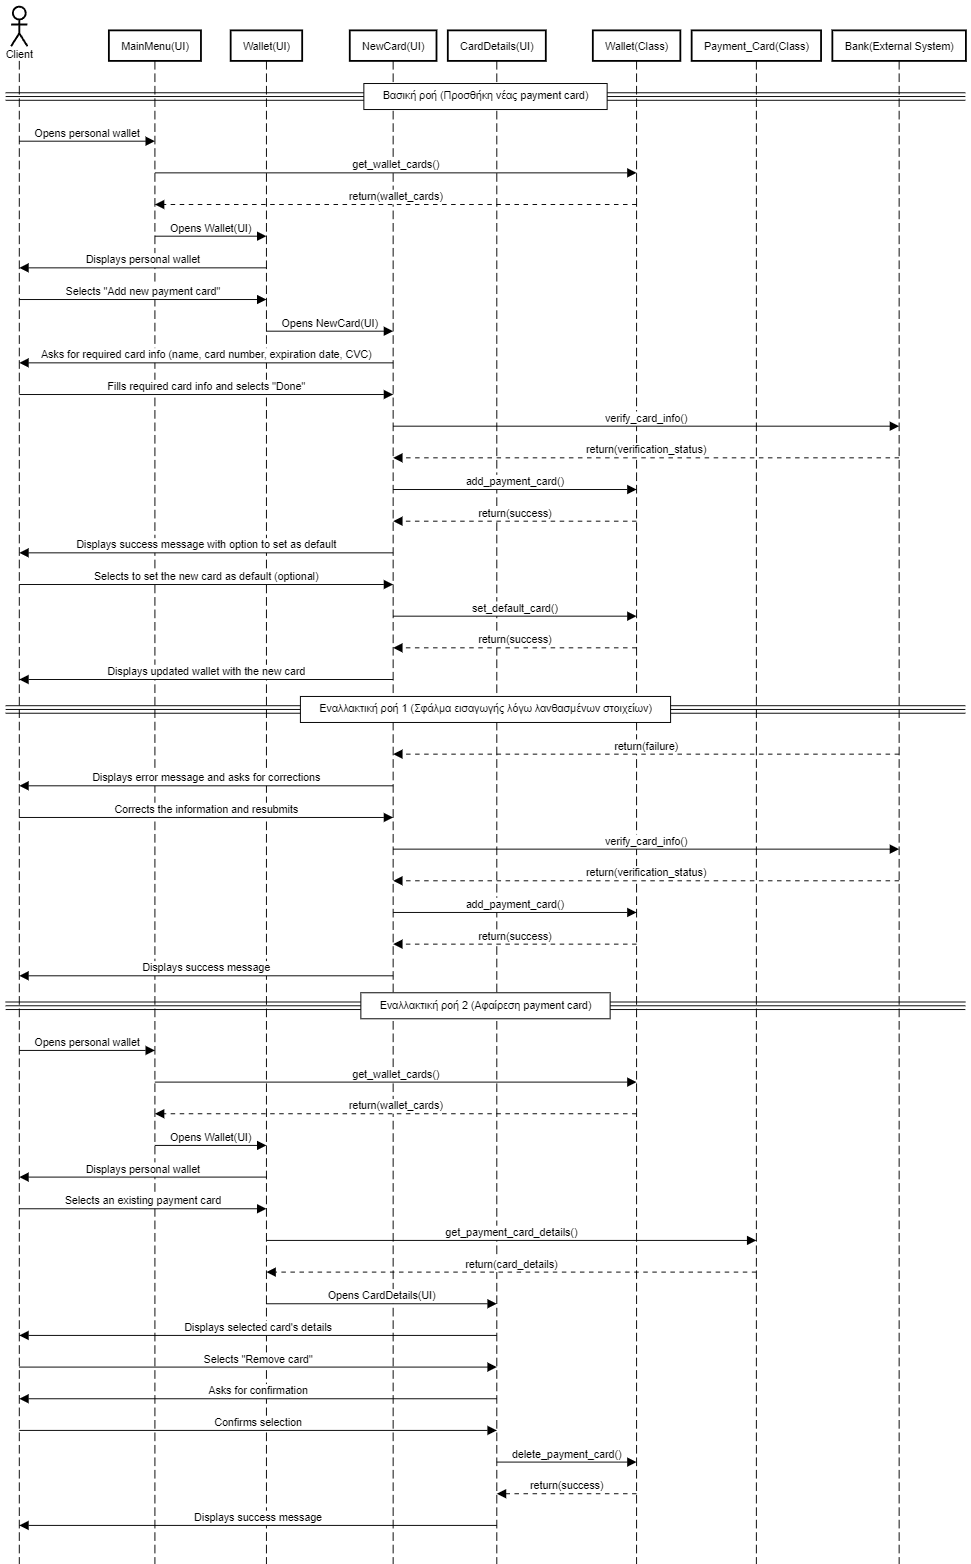 Client
MainMenu(UI)
Wallet(UI)
NewCard(UI)
CardDetails(UI)
Wallet(Class)
Payment_Card(Class)
Bank(External System)
Βασική ροή (Προσθήκη νέας payment card)
Opens personal wallet
get_wallet_cards()
return(wallet_cards)
Opens Wallet(UI)
Displays personal wallet
Selects "Add new payment card"
Opens NewCard(UI)
Asks for required card info (name, card number, expiration date, CVC)
Fills required card info and selects "Done"
verify_card_info()
return(verification_status)
add_payment_card()
return(success)
Displays success message with option to set as default
Selects to set the new card as default (optional)
set_default_card()
return(success)
Displays updated wallet with the new card
Εναλλακτική ροή 1 (Σφάλμα εισαγωγής λόγω λανθασμένων στοιχείων)
return(failure)
Displays error message and asks for corrections
Corrects the information and resubmits
verify_card_info()
return(verification_status)
add_payment_card()
return(success)
Displays success message
Εναλλακτική ροή 2 (Αφαίρεση payment card)
Opens personal wallet
get_wallet_cards()
return(wallet_cards)
Opens Wallet(UI)
Displays personal wallet
Selects an existing payment card
get_payment_card_details()
return(card_details)
Opens CardDetails(UI)
Displays selected card's details
Selects "Remove card"
Asks for confirmation
Confirms selection
delete_payment_card()
return(success)
Displays success message